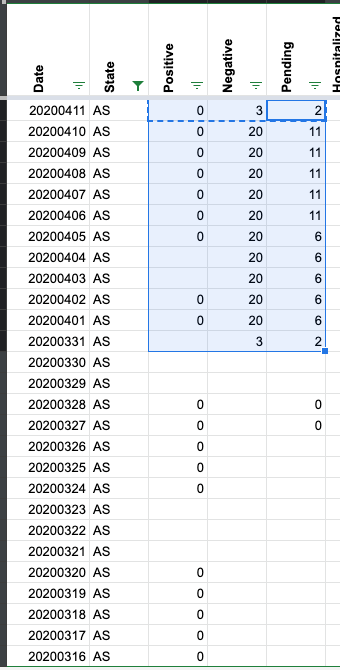 Date State Positive Negative Pending Hospitalized
20200411 AS 0 3 2
20200410 AS 0 20 11
20200409 AS 0 20 11
20200408 AS 0 20 11
20200407 AS 0 20 11
20200406 AS 0 20 11
20200405 AS 0 20 6
20200404 AS 20 6
20200403 AS 20 6
20200402 AS 0 20 6
20200401 AS 0 20 6
20200331 AS 3 2
20200330 AS
20200329 AS
20200328 AS 0 0
20200327 AS 0 0
20200326 AS 0
20200325 AS 0
20200324 AS 0
20200323 AS
20200322 AS
20200321 AS
20200320 AS 0
20200319 AS 0
20200318 AS 0
20200317 AS 0
20200316 AS 0